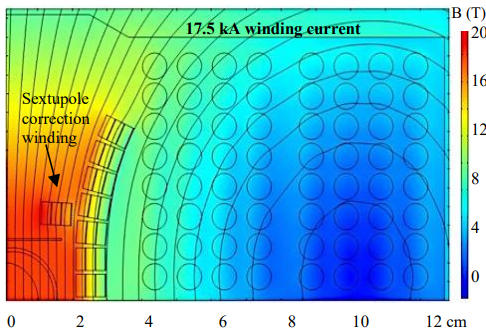 B (T)
17.5 kA winding current
20
16
12
8
4
0
Sextupole
correction
winding
0 2 4 6 8 10 12 cm